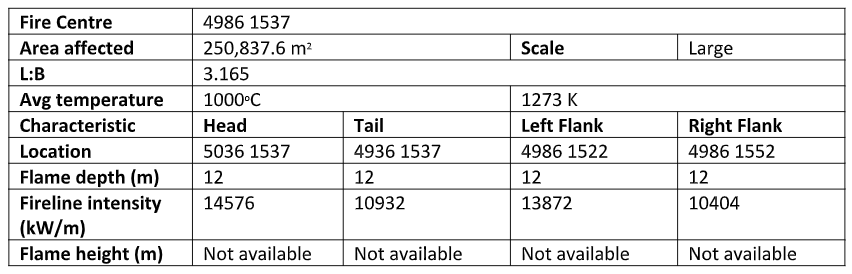 Fire Centre 4986 1537
Area affected 250,837.6 m² Scale Large
L:B 3.165
Avg temperature 1000ºC 1273 K
Characteristic Head Tail Left Flank Right Flank
Location 5036 1537 4936 1537 4986 1522 4986 1552
Flame depth (m) 12 12 12 12
Fireline intensity 14576 10932 13872 10404
(kW/m)
Flame height (m) Not available Not available Not available Not available